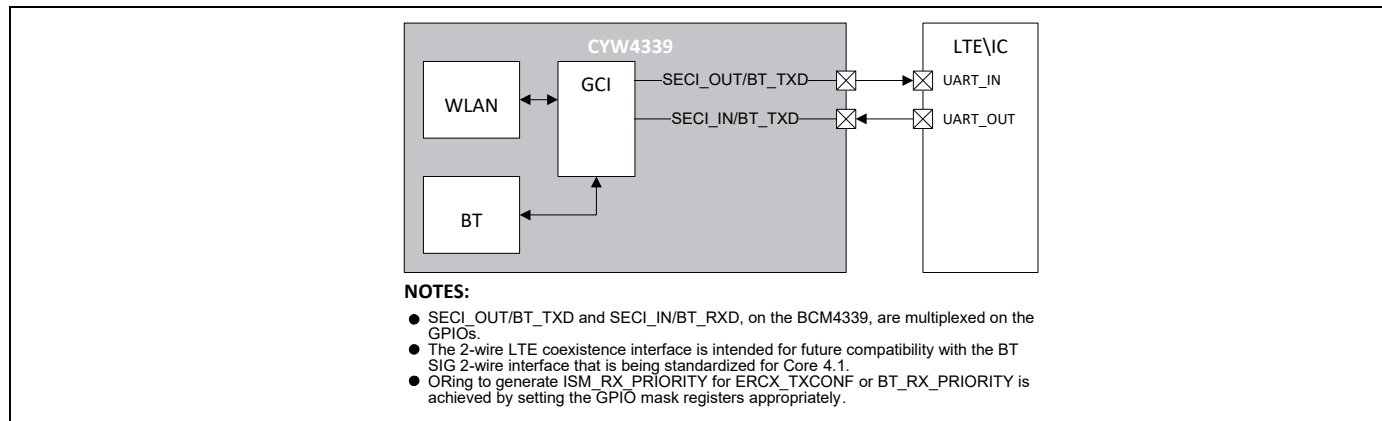 CYW4339
LTE\IC
WLAN
GCI
SECI_OUT/BT_TXD
UART_IN
SECI_IN/BT_TXD
UART_OUT
BT
NOTES:
● SECI_OUT/BT_TXD and SECI_IN/BT_RXD, on the BCM4339, are multiplexed on the
GPIOs.
● The 2-wire LTE coexistence interface is intended for future compatibility with the BT
SIG 2-wire interface that is being standardized for Core 4.1.
● ORing to generate ISM_RX_PRIORITY for ERCX_TXCONF or BT_RX_PRIORITY is
achieved by setting the GPIO mask registers appropriately.